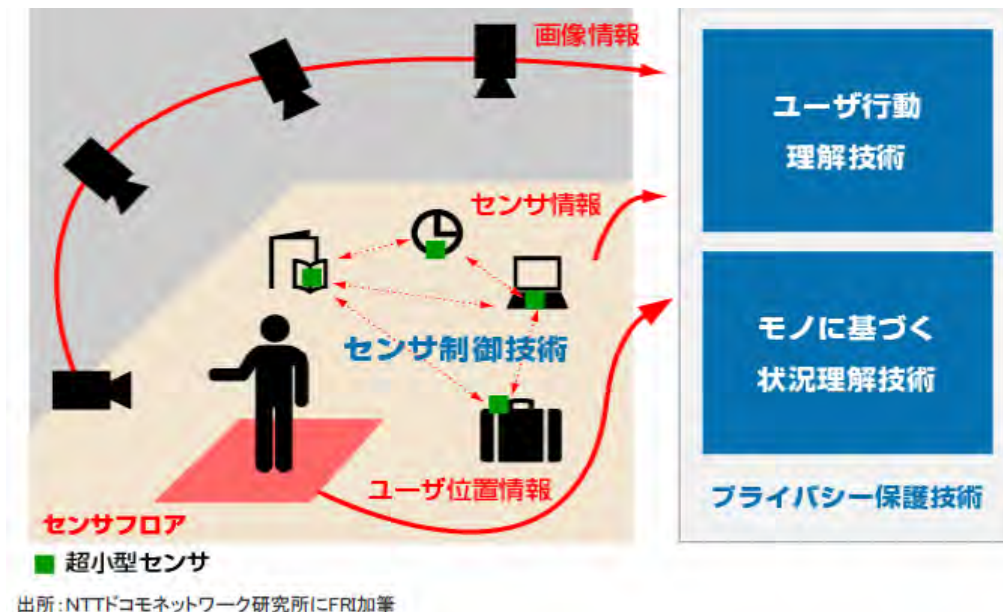 画像情報
ユーザ行動
理解技術
センサ情報
センサ制御技術
モノに基づく
状況理解技術
ユーザ位置情報
プライバシー保護技術
センサフロア
超小型センサ
出所：NTTドコモネットワーク研究所にFRI加筆